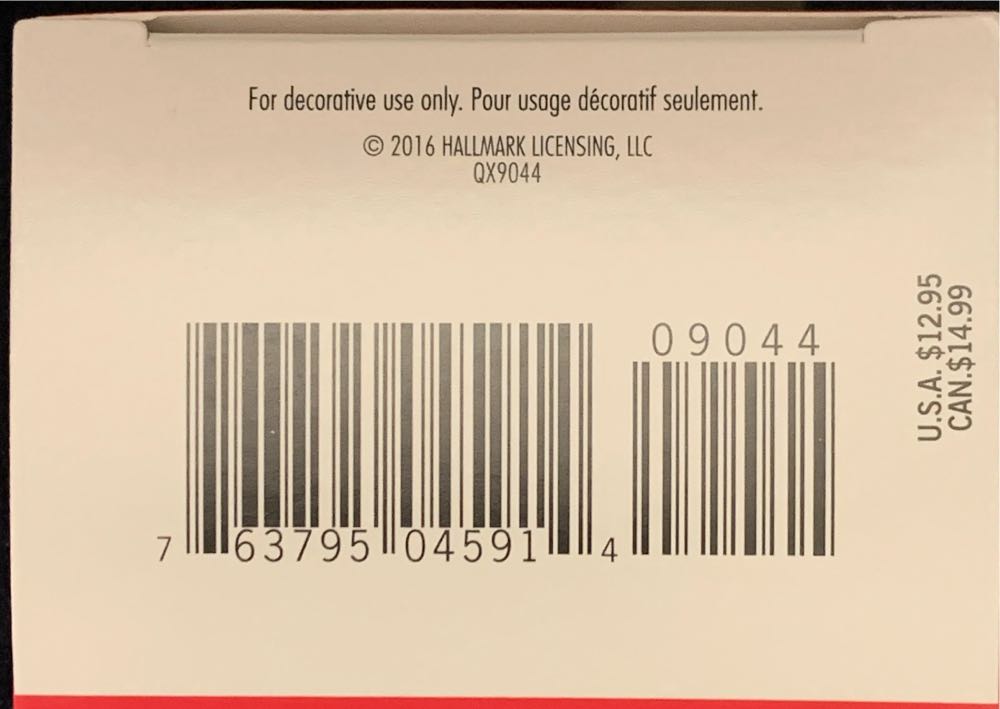 For decorative use only. Pour usage décoratif seulement.
© 2016 HALLMARK LICENSING, LLC
QX9044
09044
7 63795 04591 4
U.S.A. $12.95
CAN.$14.99